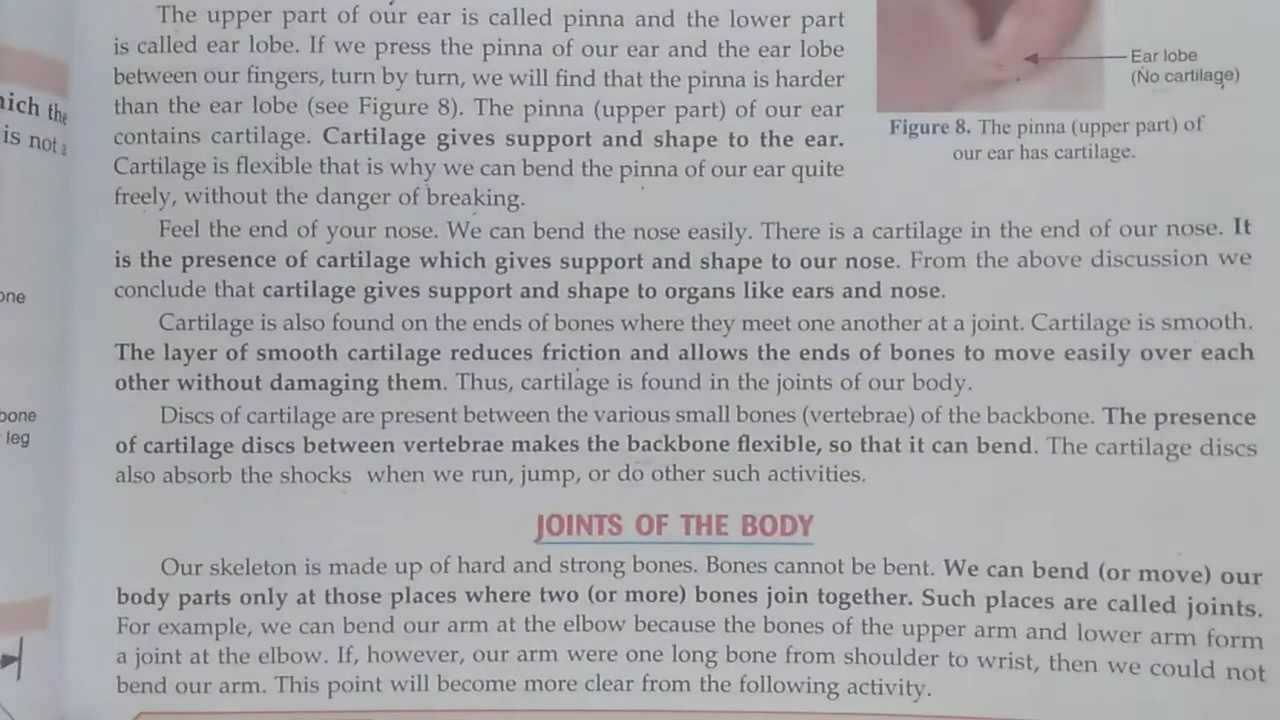 The upper part of our ear is called pinna and the lower part
is called ear lobe. If we press the pinna of our ear and the ear lobe
between our fingers, turn by turn, we will find that the pinna is harder
than the ear lobe (see Figure 8). The pinna (upper part) of our ear
contains cartilage. Cartilage gives support and shape to the ear.
Cartilage is flexible that is why we can bend the pinna of our ear quite
freely, without the danger of breaking.
Ear lobe
(No cartilage)
Figure 8. The pinna (upper part) of
our ear has cartilage.
Feel the end of your nose. We can bend the nose easily. There is a cartilage in the end of our nose. It
is the presence of cartilage which gives support and shape to our nose. From the above discussion we
conclude that cartilage gives support and shape to organs like ears and nose.
Cartilage is also found on the ends of bones where they meet one another at a joint. Cartilage is smooth.
The layer of smooth cartilage reduces friction and allows the ends of bones to move easily over each
other without damaging them. Thus, cartilage is found in the joints of our body.
Discs of cartilage are present between the various small bones (vertebrae) of the backbone. The presence
of cartilage discs between vertebrae makes the backbone flexible, so that it can bend. The cartilage discs
also absorb the shocks when we run, jump, or do other such activities.
JOINTS OF THE BODY
Our skeleton is made up of hard and strong bones. Bones cannot be bent. We can bend (or move) our
body parts only at those places where two (or more) bones join together. Such places are called joints.
For example, we can bend our arm at the elbow because the bones of the upper arm and lower arm form
a joint at the elbow. If, however, our arm were one long bone from shoulder to wrist, then we could not
bend our arm. This point will become more clear from the following activity.
the
is not
bone
leg